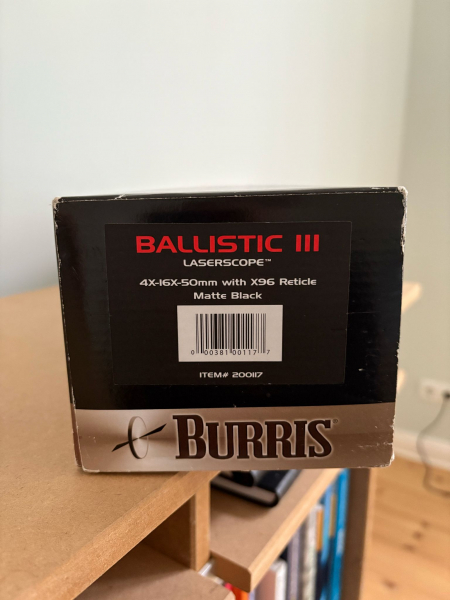 BALLISTIC III
LASERSCOPE™
4X-16X-50mm with X96 Reticle
Matte Black
0 00381 00117 7
ITEM# 200117
BURRIS